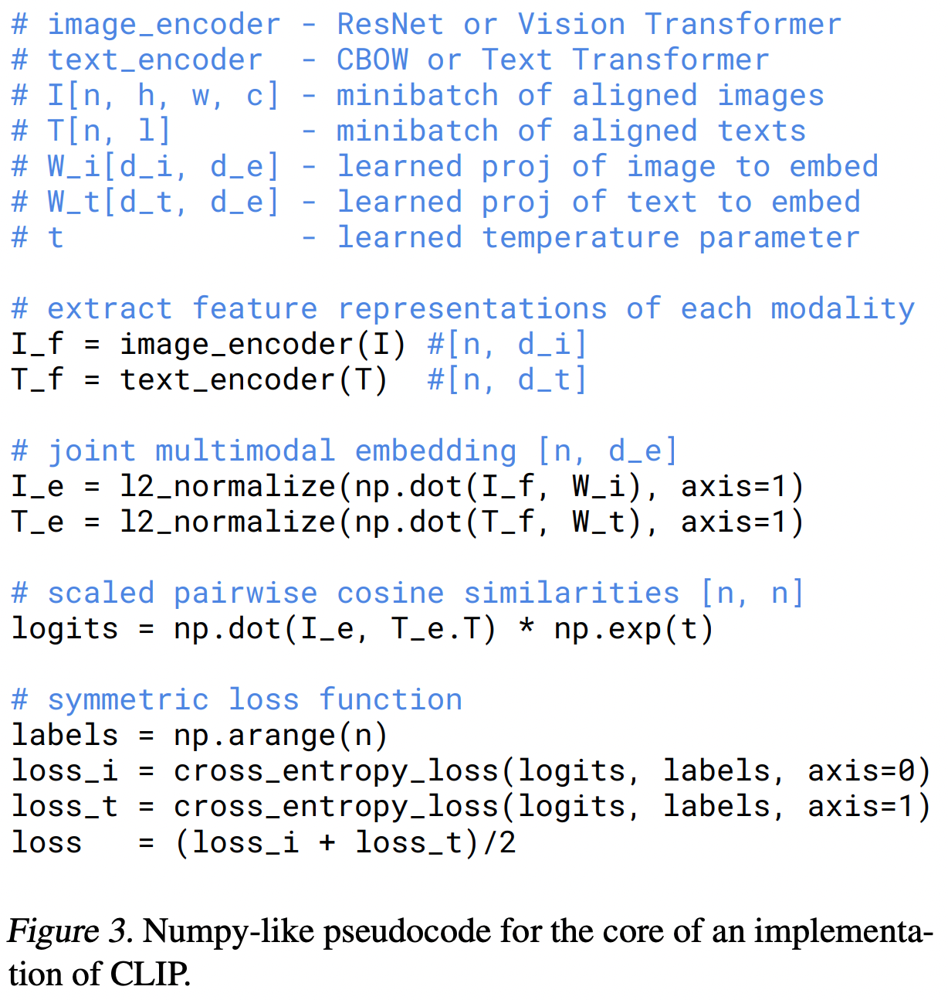 # image_encoder - ResNet or Vision Transformer
# text_encoder  - CBOW or Text Transformer
# I[n, h, w, c] - minibatch of aligned images
# T[n, l]       - minibatch of aligned texts
# W_i[d_i, d_e] - learned proj of image to embed
# W_t[d_t, d_e] - learned proj of text to embed
# t             - learned temperature parameter

# extract feature representations of each modality
I_f = image_encoder(I) #[n, d_i]
T_f = text_encoder(T)  #[n, d_t]

# joint multimodal embedding [n, d_e]
I_e = l2_normalize(np.dot(I_f, W_i), axis=1)
T_e = l2_normalize(np.dot(T_f, W_t), axis=1)

# scaled pairwise cosine similarities [n, n]
logits = np.dot(I_e, T_e.T) * np.exp(t)

# symmetric loss function
labels = np.arange(n)
loss_i = cross_entropy_loss(logits, labels, axis=0)
loss_t = cross_entropy_loss(logits, labels, axis=1)
loss   = (loss_i + loss_t)/2

Figure 3. Numpy-like pseudocode for the core of an implementa-
tion of CLIP.